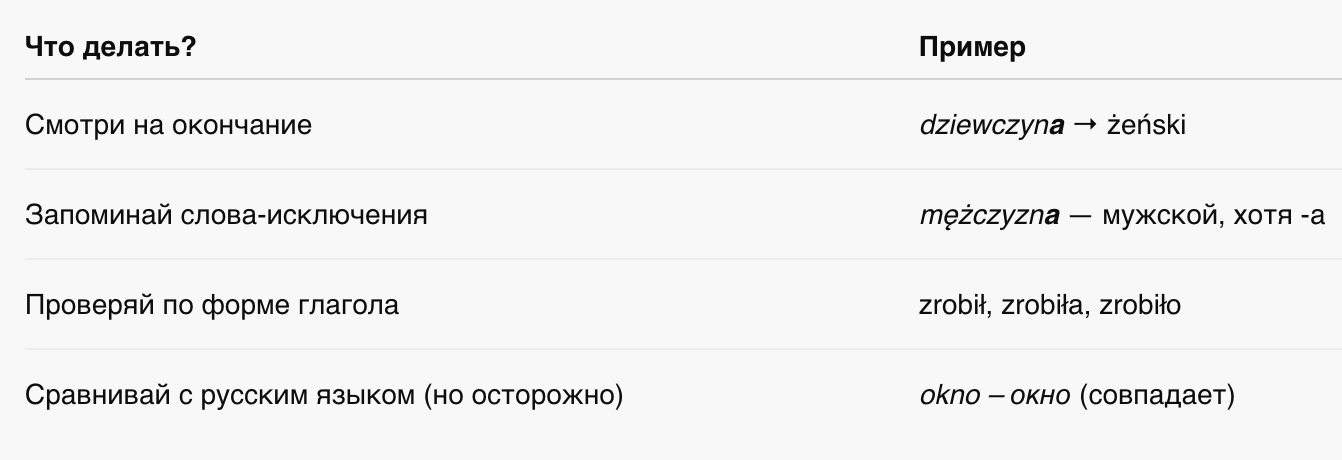 Что делать? Пример
Смотри на окончание dziewczyna → żeński
Запоминай слова-исключения mężczyzna — мужской, хотя -а
Проверяй по форме глагола zrobił, zrobiła, zrobiło
Сравнивай с русским языком (но осторожно) okno – окно (совпадает)